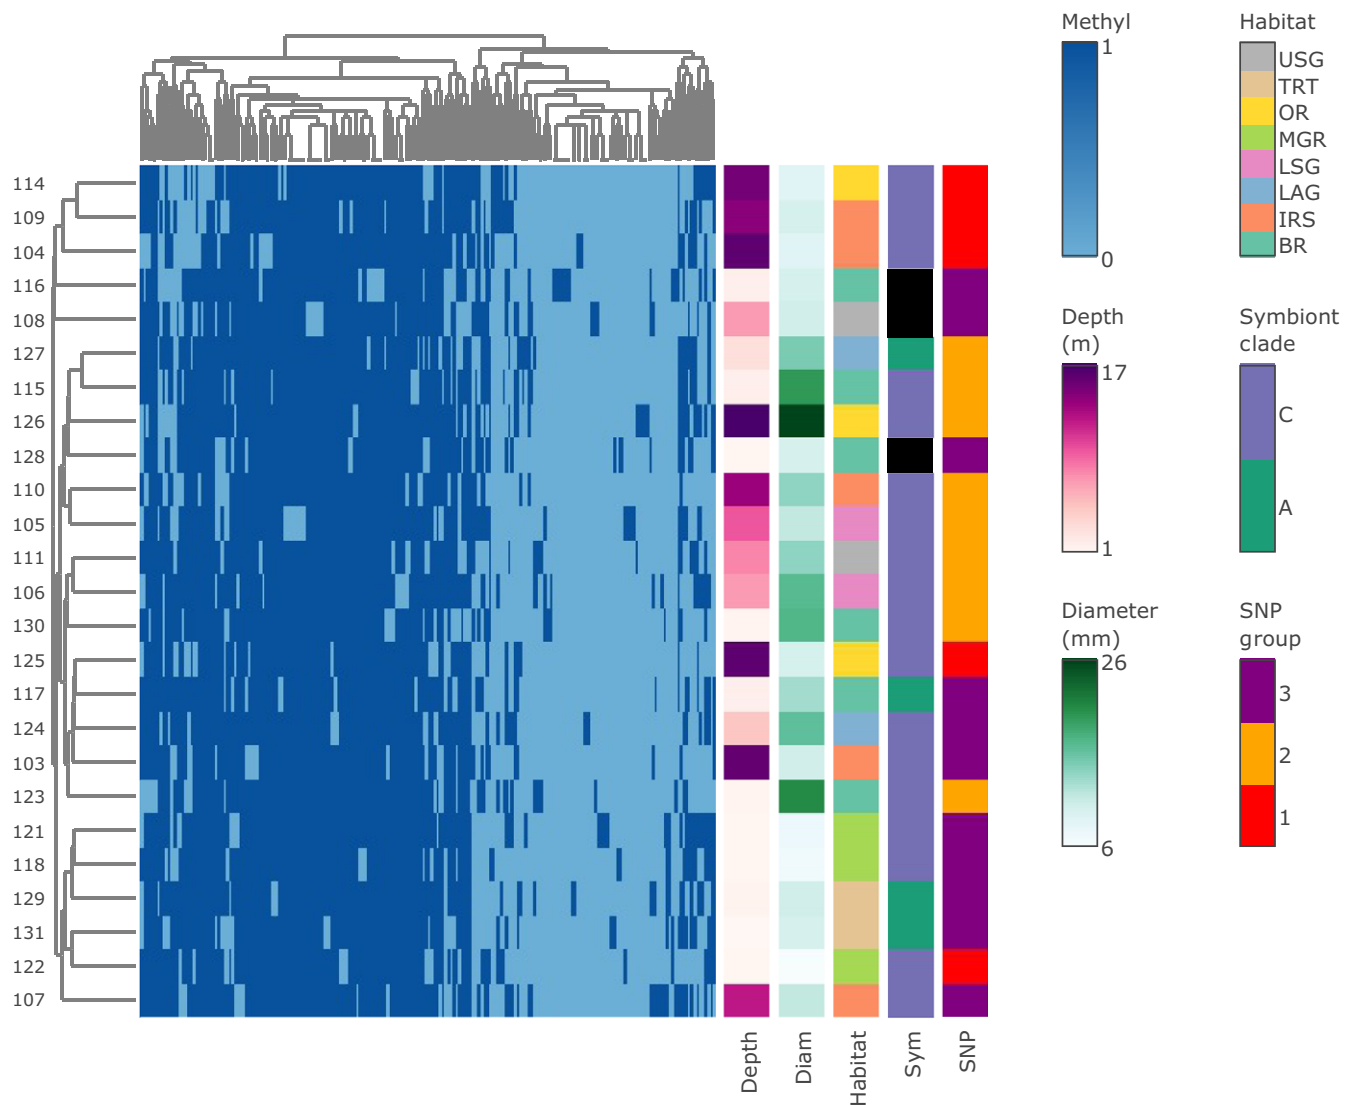 Methyl
1
0
Habitat
USG
TRT
OR
MGR
LSG
LAG
IRS
BR
114
109
104
116
108
127
115
126
128
110
105
111
106
130
125
117
124
103
123
121
118
129
131
122
107
Depth
(m)
17
1
Symbiont
clade
C
A
Diameter
(mm)
26
6
SNP
group
3
2
1
Depth
Diam
Habitat
Sym
SNP